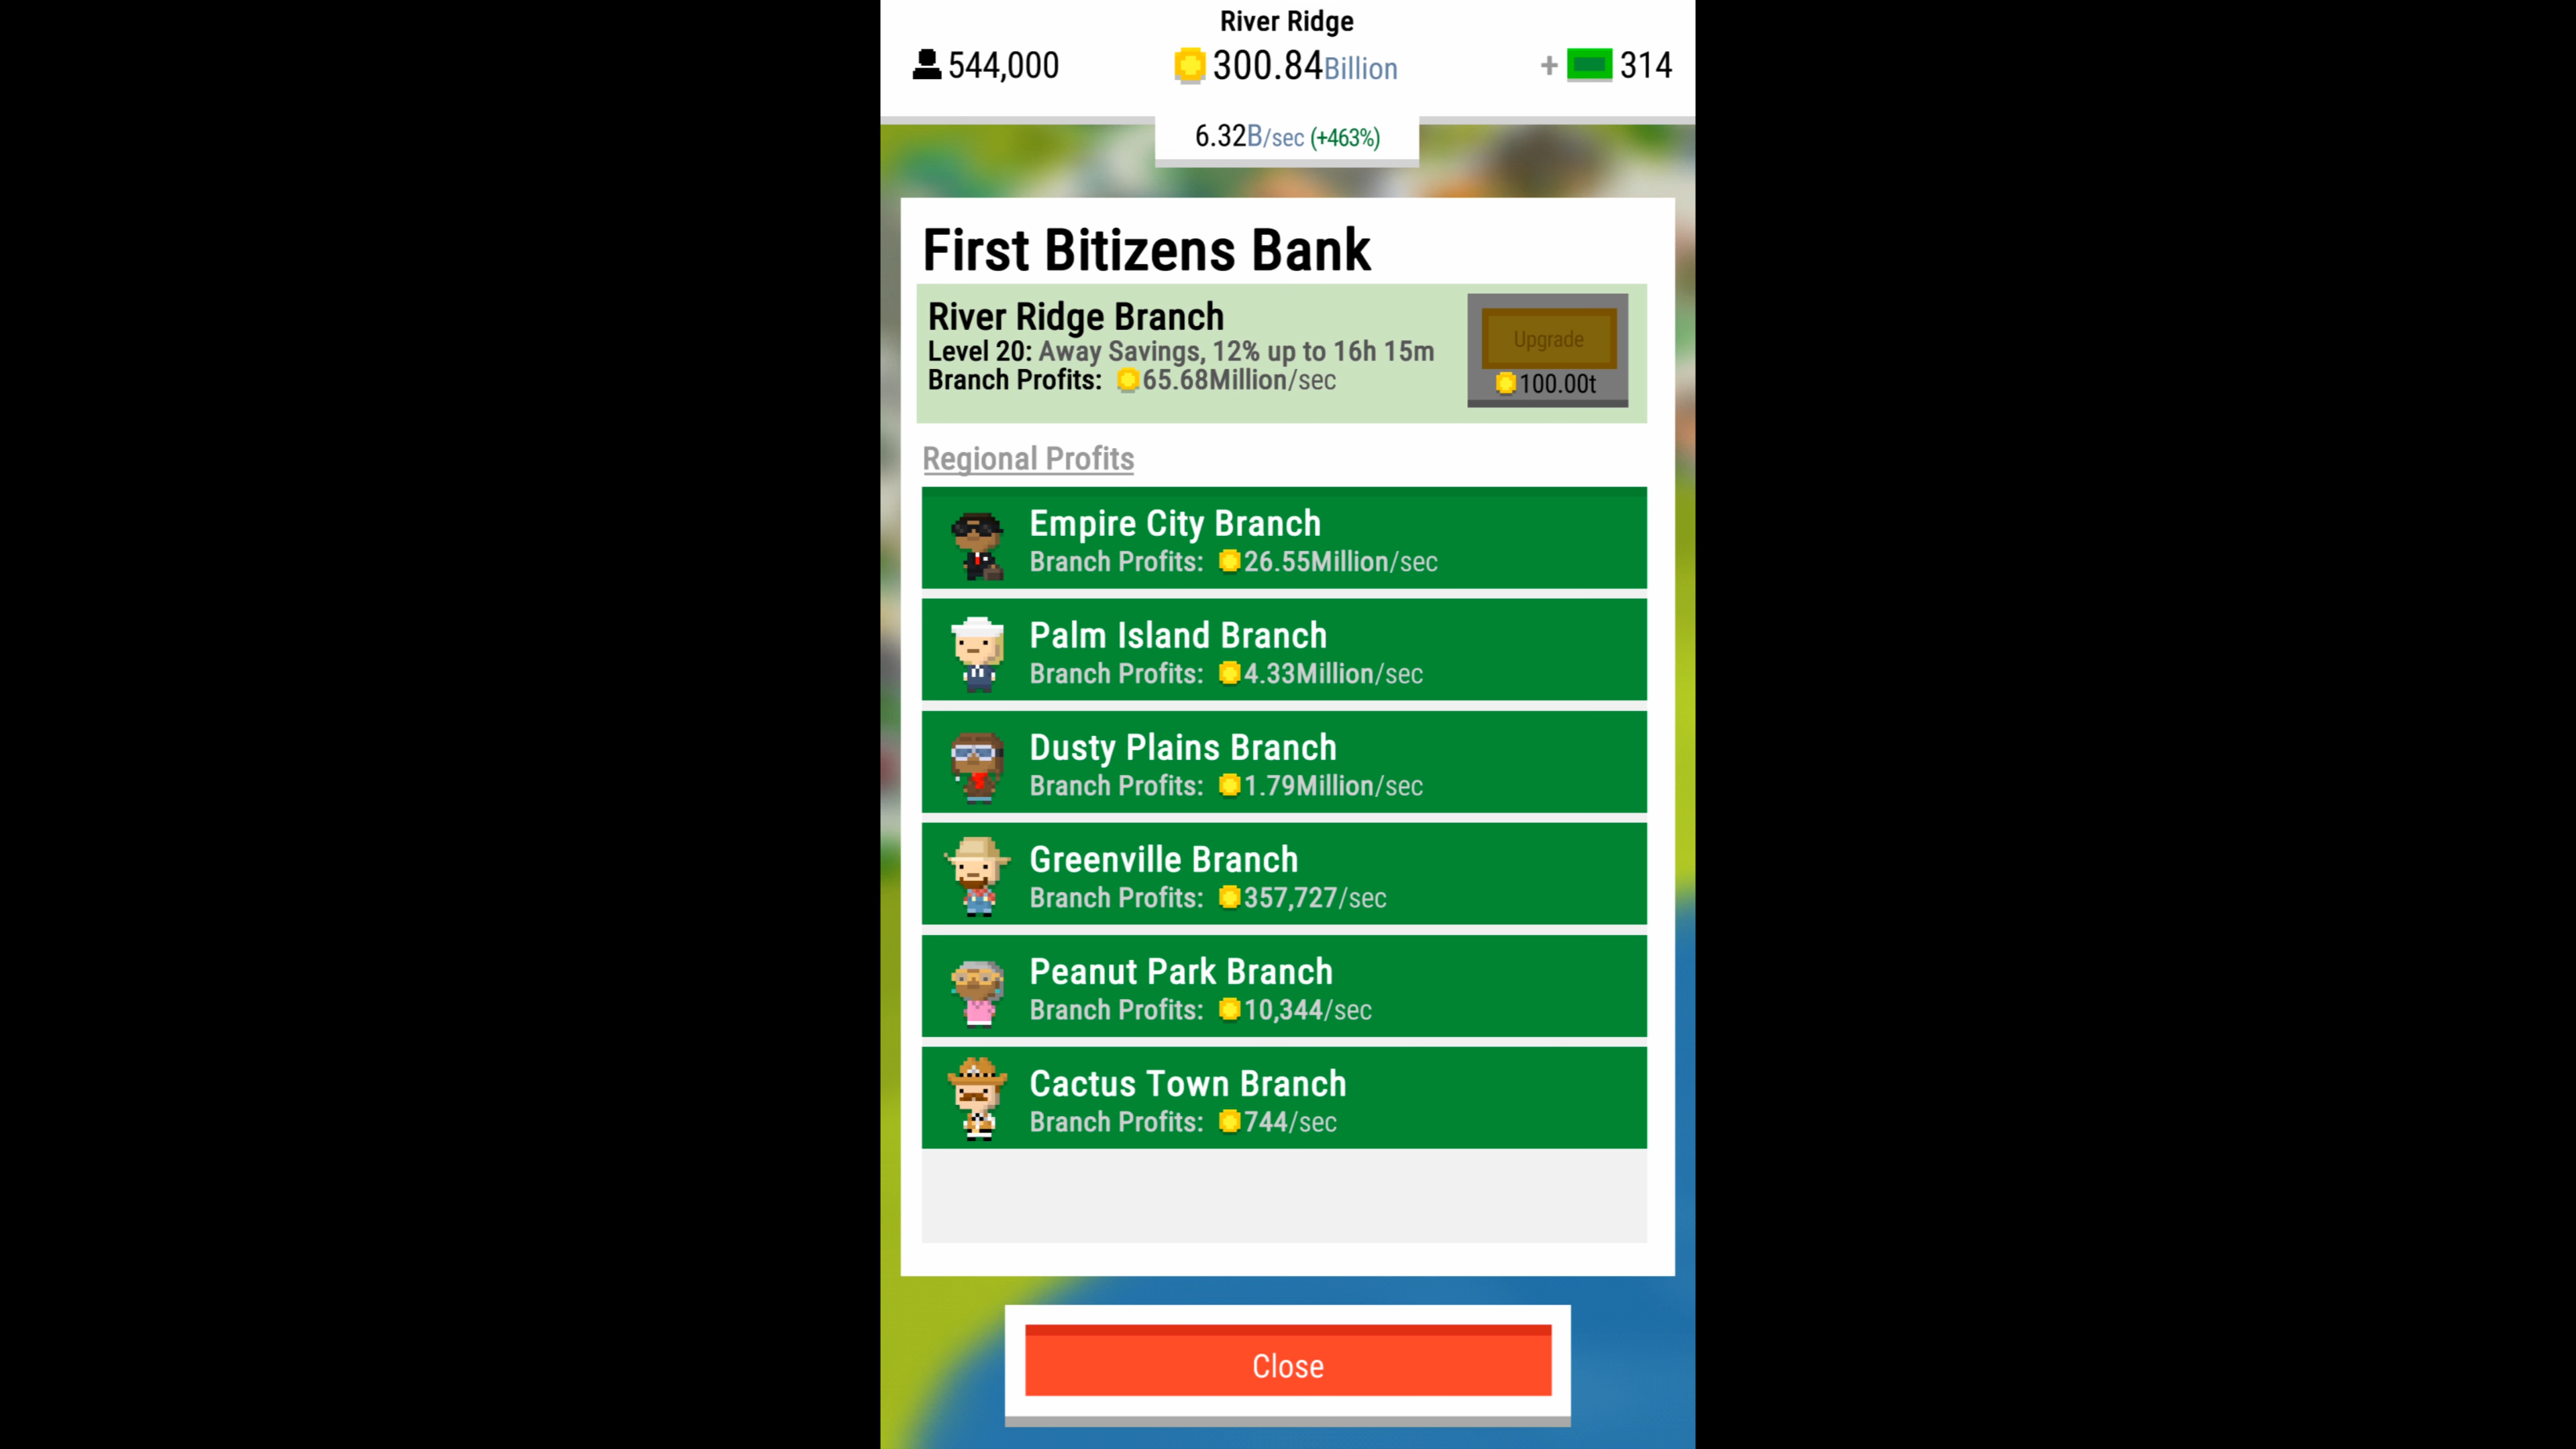 River Ridge
544,000
300.84Billion
+ 314
6.32B/sec (+463%)
First Bitizens Bank
River Ridge Branch
Level 20: Away Savings, 12% up to 16h 15m
Branch Profits: 65.68Million/sec
Upgrade
100.00t
Regional Profits
Empire City Branch
Branch Profits: 26.55Million/sec
Palm Island Branch
Branch Profits: 4.33Million/sec
Dusty Plains Branch
Branch Profits: 1.79Million/sec
Greenville Branch
Branch Profits: 357,727/sec
Peanut Park Branch
Branch Profits: 10,344/sec
Cactus Town Branch
Branch Profits: 744/sec
Close